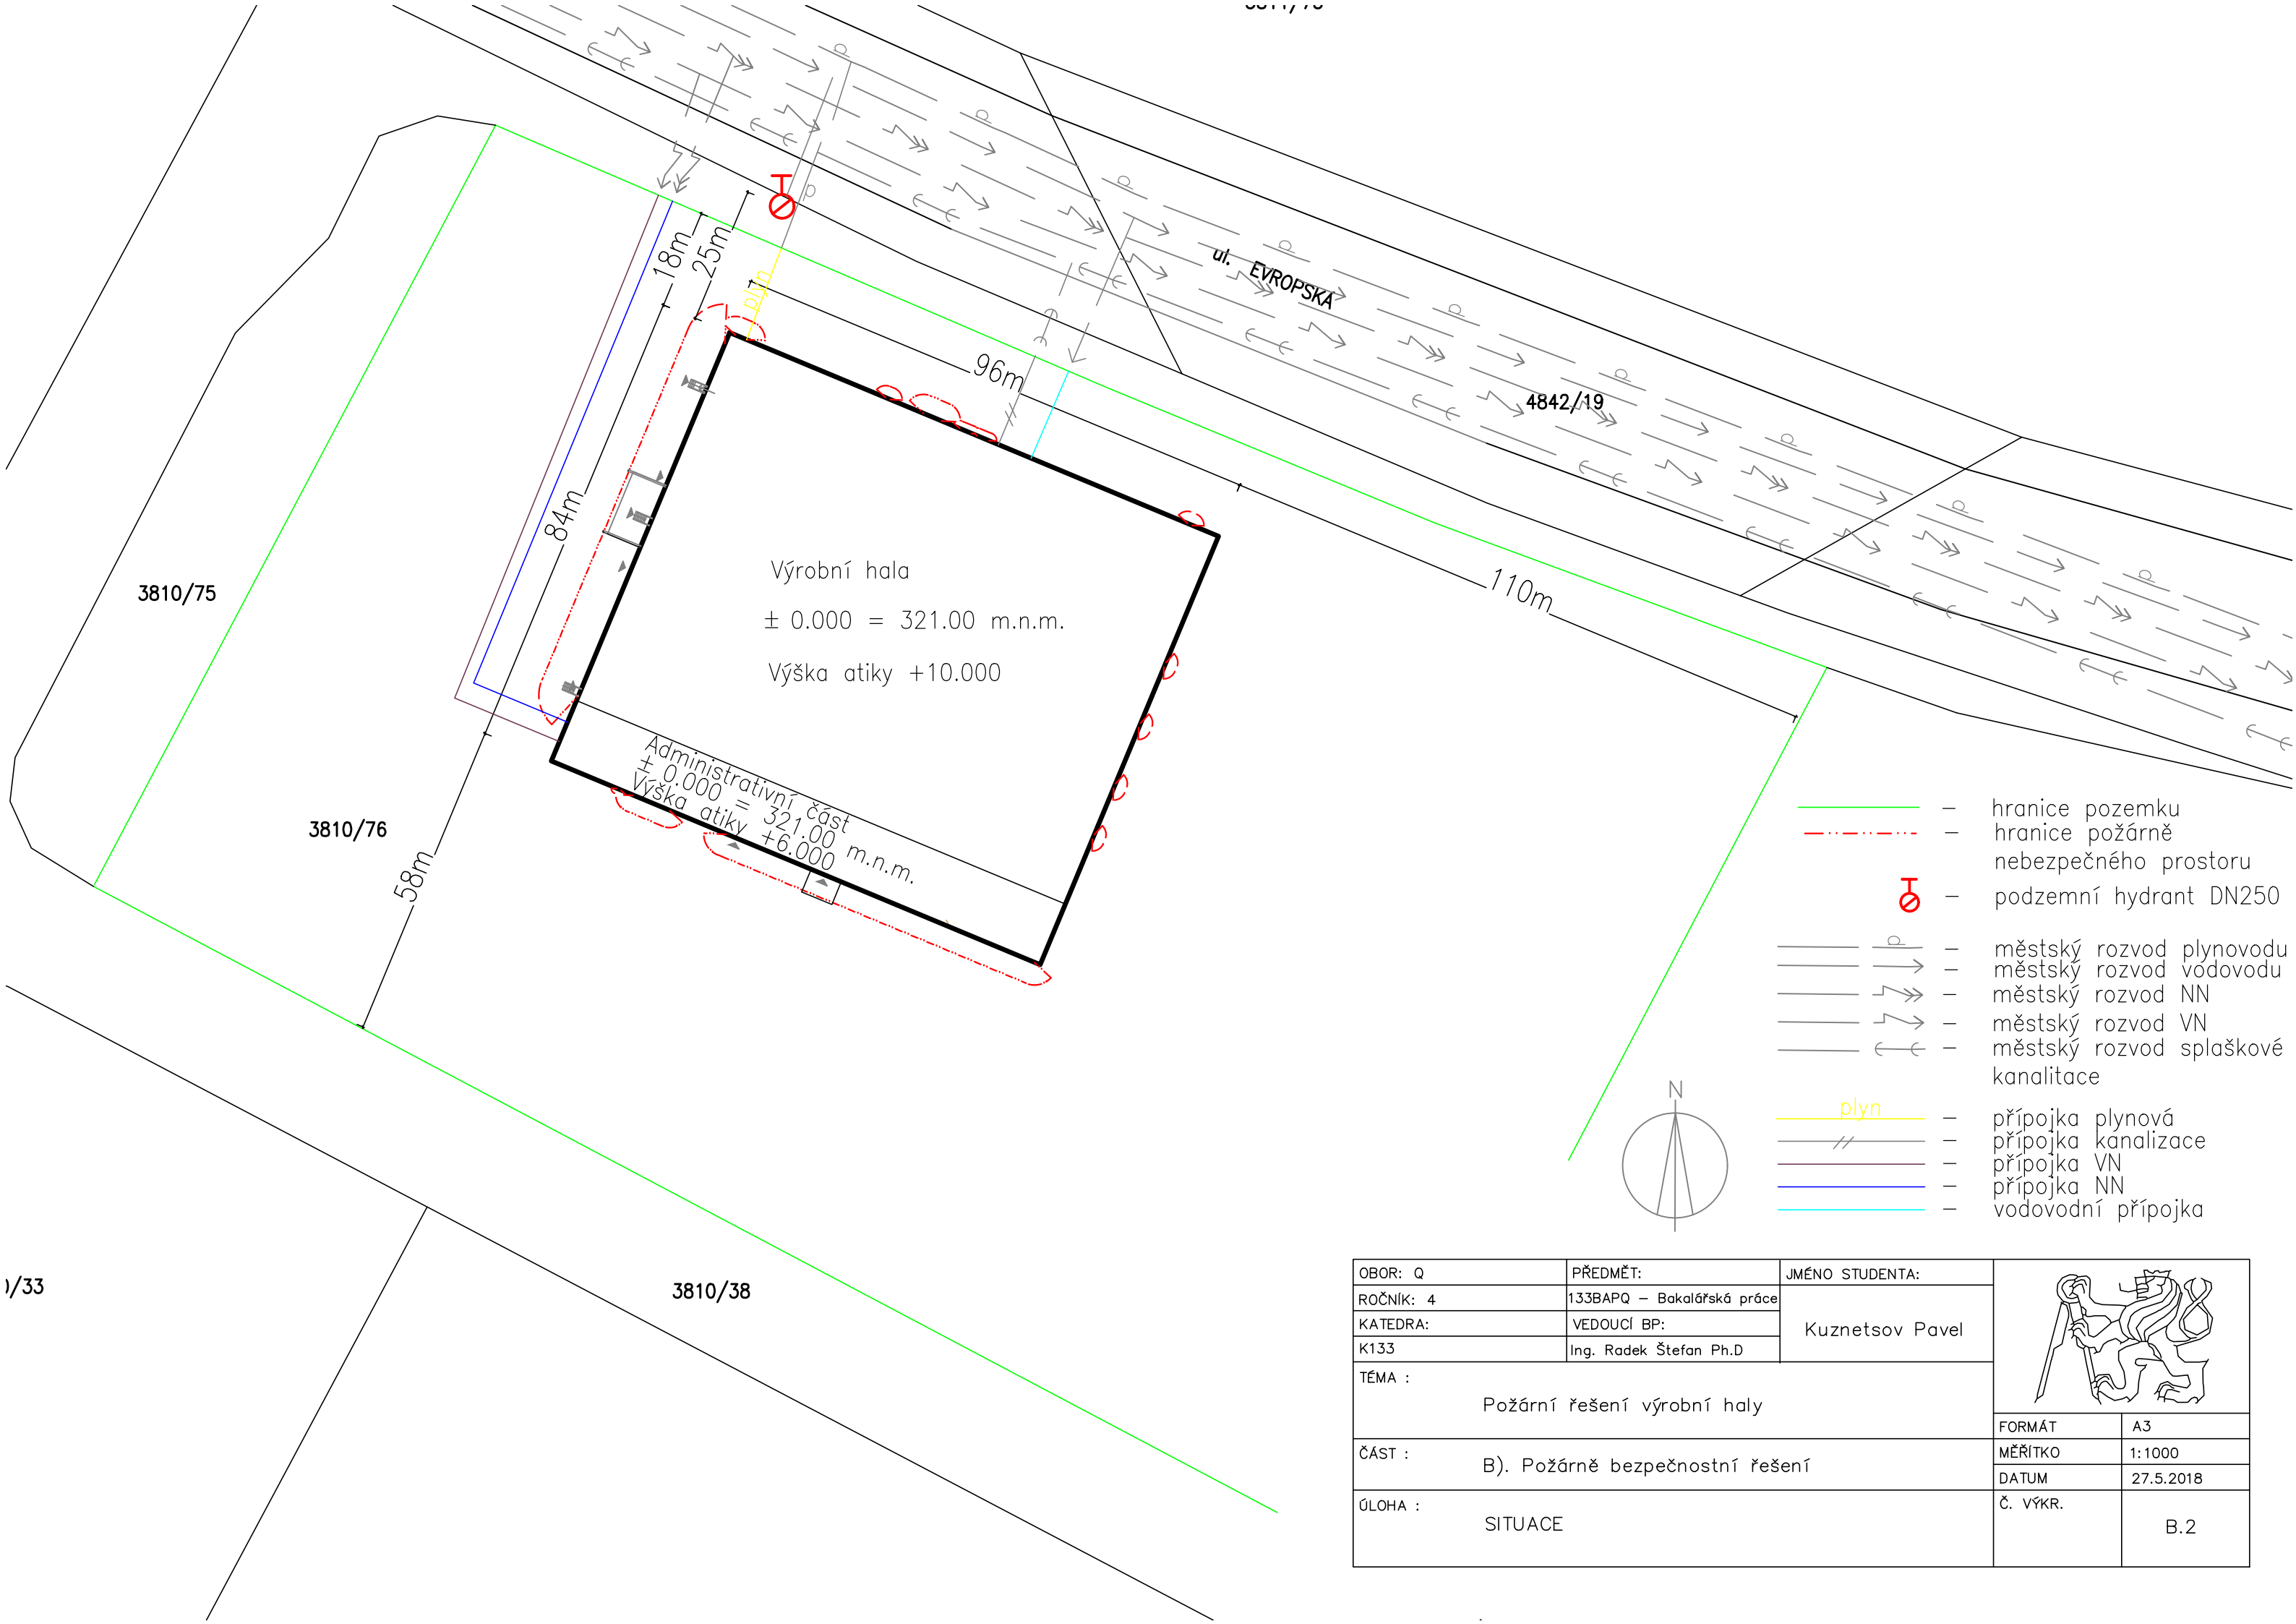 ul. EVROPSKÁ
4842/19
18m
25m
plyn
p
96m
110m
84m
58m
3810/75
3810/76
3810/38
/33
Výrobní hala
± 0.000 = 321.00 m.n.m.
Výška atiky +10.000
Administrativní část
± 0.000 = 321.00 m.n.m.
Výška atiky +6.000
— hranice pozemku
— hranice požárně
nebezpečného prostoru
— podzemní hydrant DN250
— městský rozvod plynovodu
— městský rozvod vodovodu
— městský rozvod NN
— městský rozvod VN
— městský rozvod splaškové
kanalitace
plyn — přípojka plynová
— přípojka kanalizace
— přípojka VN
— přípojka NN
— vodovodní přípojka
N
OBOR: Q
PŘEDMĚT:
JMÉNO STUDENTA:
ROČNÍK: 4
133BAPQ – Bakalářská práce
KATEDRA:
VEDOUCÍ BP:
Kuznetsov Pavel
K133
Ing. Radek Štefan Ph.D
TÉMA :
Požární řešení výrobní haly
FORMÁT A3
ČÁST :
B). Požárně bezpečnostní řešení
MĚŘÍTKO 1:1000
DATUM 27.5.2018
ÚLOHA :
SITUACE
Č. VÝKR.
B.2